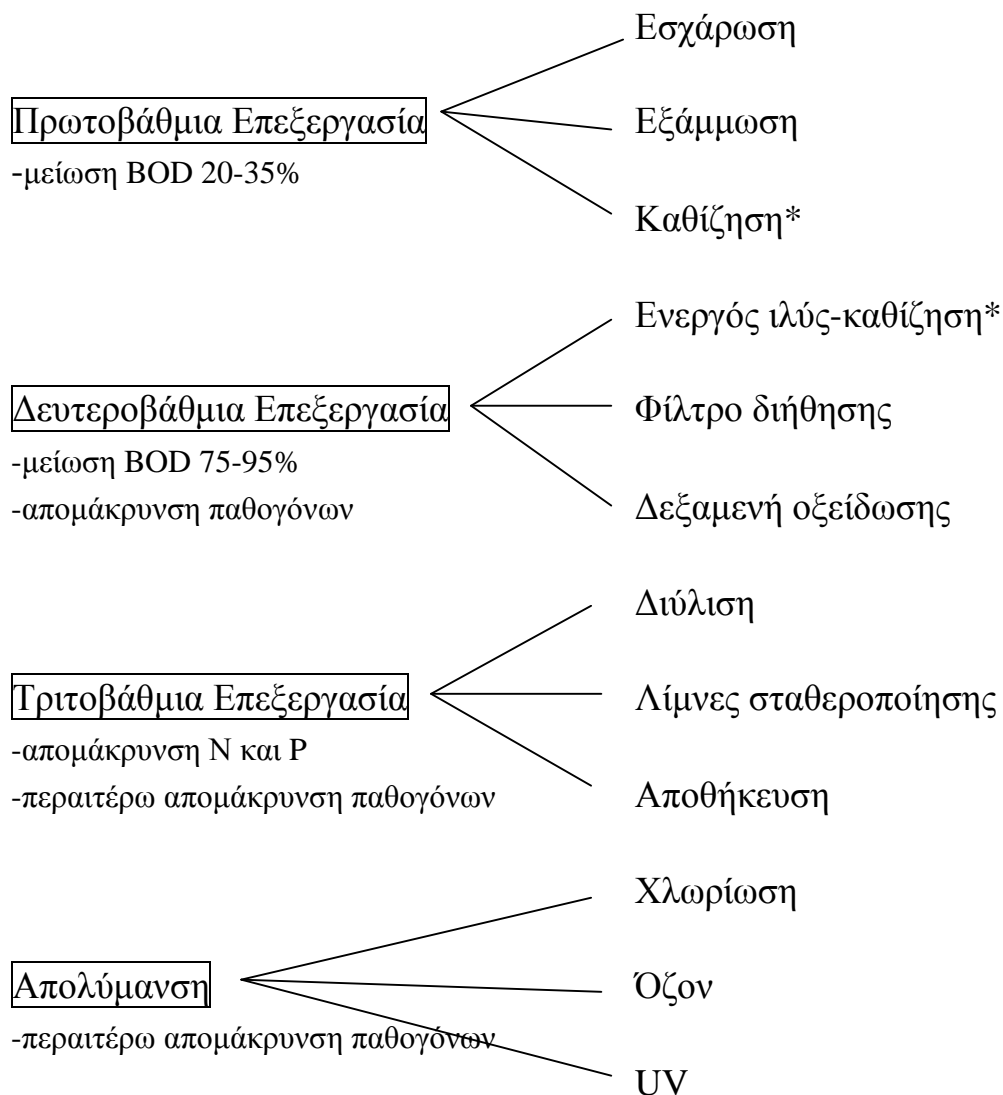 Εσχάρωση
Πρωτοβάθμια Επεξεργασία
Εξάμμωση
-μείωση BOD 20-35%
Καθίζηση*
Ενεργός ιλύς-καθίζηση*
Δευτεροβάθμια Επεξεργασία
Φίλτρο διήθησης
-μείωση BOD 75-95%
-απομάκρυνση παθογόνων
Δεξαμενή οξείδωσης
Διύλιση
Τριτοβάθμια Επεξεργασία
Λίμνες σταθεροποίησης
-απομάκρυνση Ν και Ρ
-περαιτέρω απομάκρυνση παθογόνων
Αποθήκευση
Χλωρίωση
Απολύμανση
Όζον
-περαιτέρω απομάκρυνση παθογόνων
UV